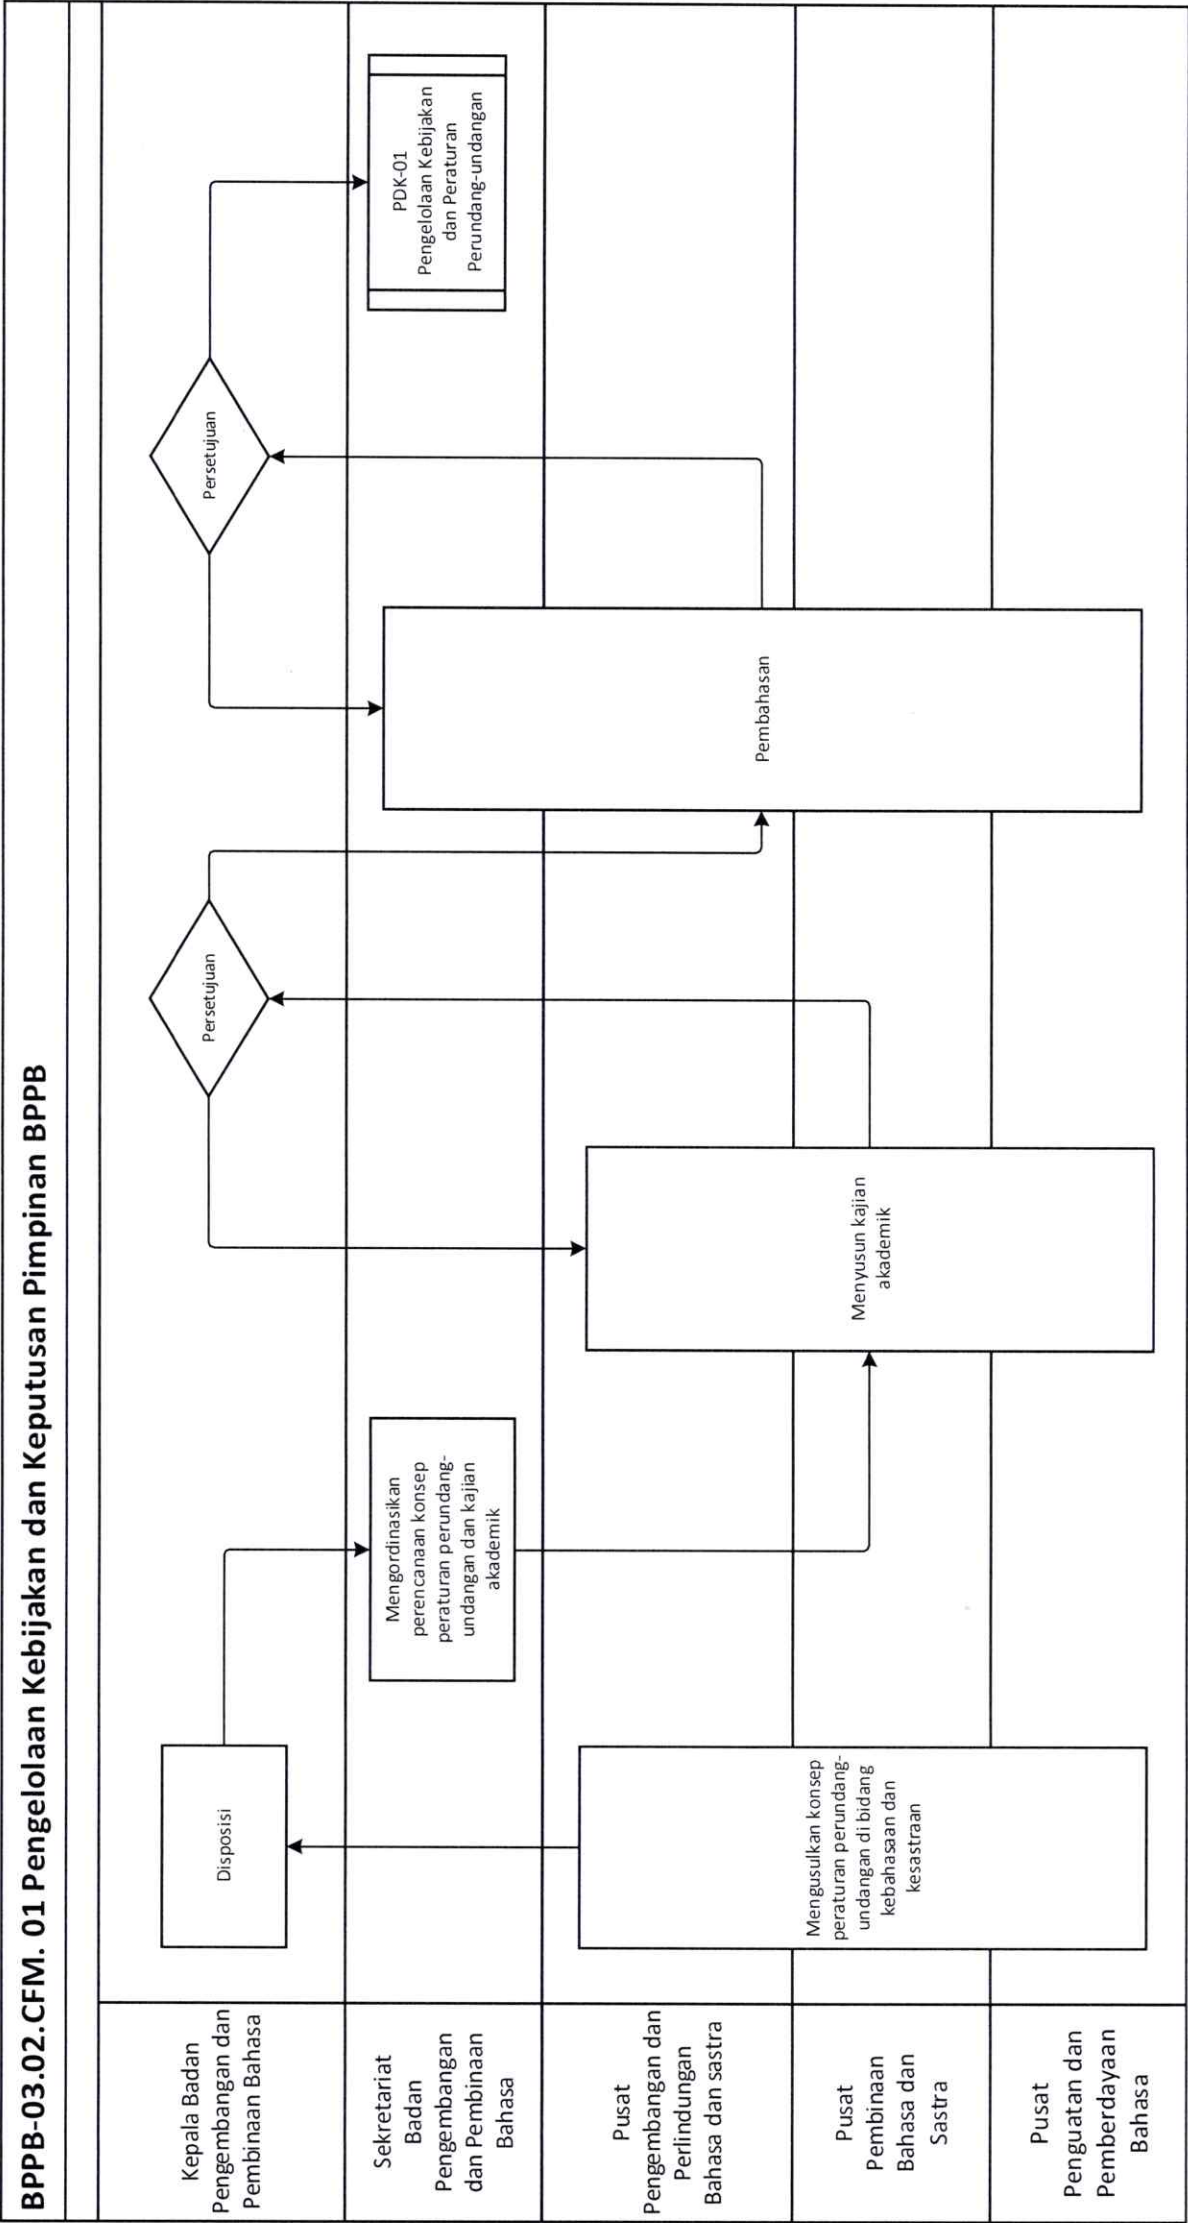 BPPB-03.02.CFM. 01 Pengelolaan Kebijakan dan Keputusan Pimpinan BPPB
Kepala Badan
Pengembangan dan
Pembinaan Bahasa
Disposisi
Persetujuan
Persetujuan
Sekretariat
Badan
Pengembangan
dan Pembinaan
Bahasa
Mengordinasikan
perencanaan konsep
peraturan perundang-
undangan dan kajian
akademik
PDK-01
Pengelolaan Kebijakan
dan Peraturan
Perundang-undangan
Pusat
Pengembangan dan
Perlindungan
Bahasa dan sastra
Pembahasan
Pusat
Pembinaan
Bahasa dan
Sastra
Mengusulkan konsep
peraturan perundang-
undangan di bidang
kebahasaan dan
kesastraan
Menyusun kajian
akademik
Pusat
Penguatan dan
Pemberdayaan
Bahasa